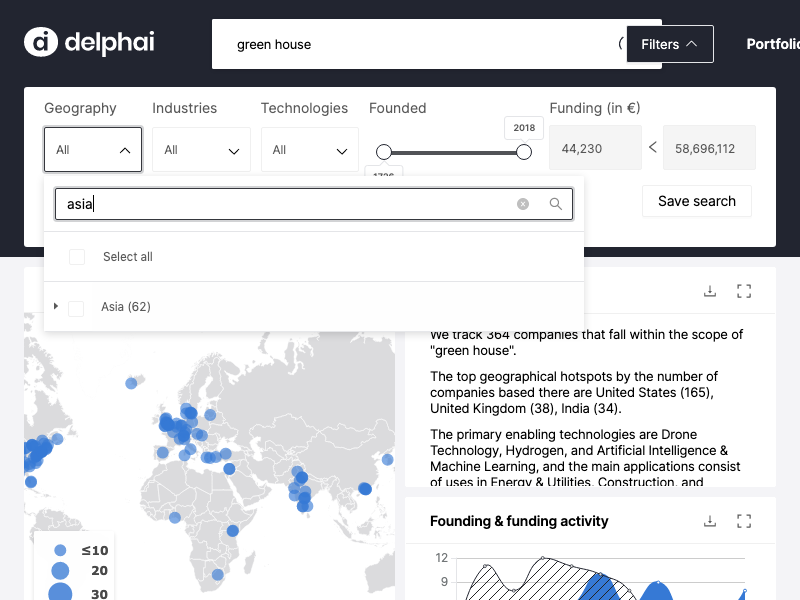 delphai
green house
Filters
Portfolio
Geography Industries Technologies Founded Funding (in €)
All All All 2018 44,230 < 58,696,112
asia
Save search
Select all
Asia (62)
We track 364 companies that fall within the scope of
"green house".
The top geographical hotspots by the number of
companies based there are United States (165),
United Kingdom (38), India (34).
The primary enabling technologies are Drone
Technology, Hydrogen, and Artificial Intelligence &
Machine Learning, and the main applications consist
of uses in Energy & Utilities, Construction, and
Founding & funding activity
≤10
20
30
12
9